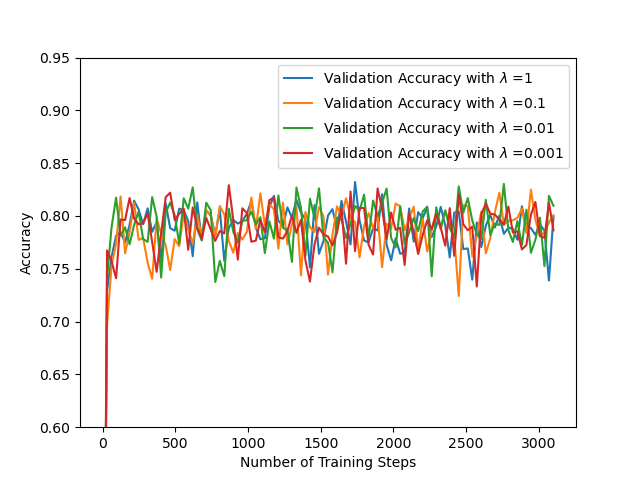 0.95
0.90
0.85
0.80
0.75
0.70
0.65
0.60
Accuracy
Validation Accuracy with λ =1
Validation Accuracy with λ =0.1
Validation Accuracy with λ =0.01
Validation Accuracy with λ =0.001
0 500 1000 1500 2000 2500 3000
Number of Training Steps